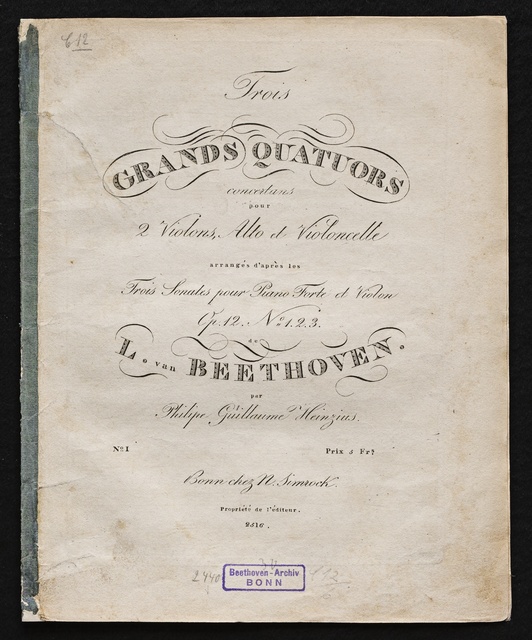 C 12
Trois
GRANDS QUATUORS
concertans
pour
2 Violons, Alto et Violoncelle
arrangés d'après les
Trois Sonates pour Piano Forte et Violon
Op. 12. No. 1. 2. 3.
de
L. van BEETHOVEN.
par
Philipe Guillaume Heinzius.
No. I
Prix 5 Frs
Bonn chez N. Simrock.
Propriété de l'éditeur.
2516.
Beethoven-Archiv
BONN